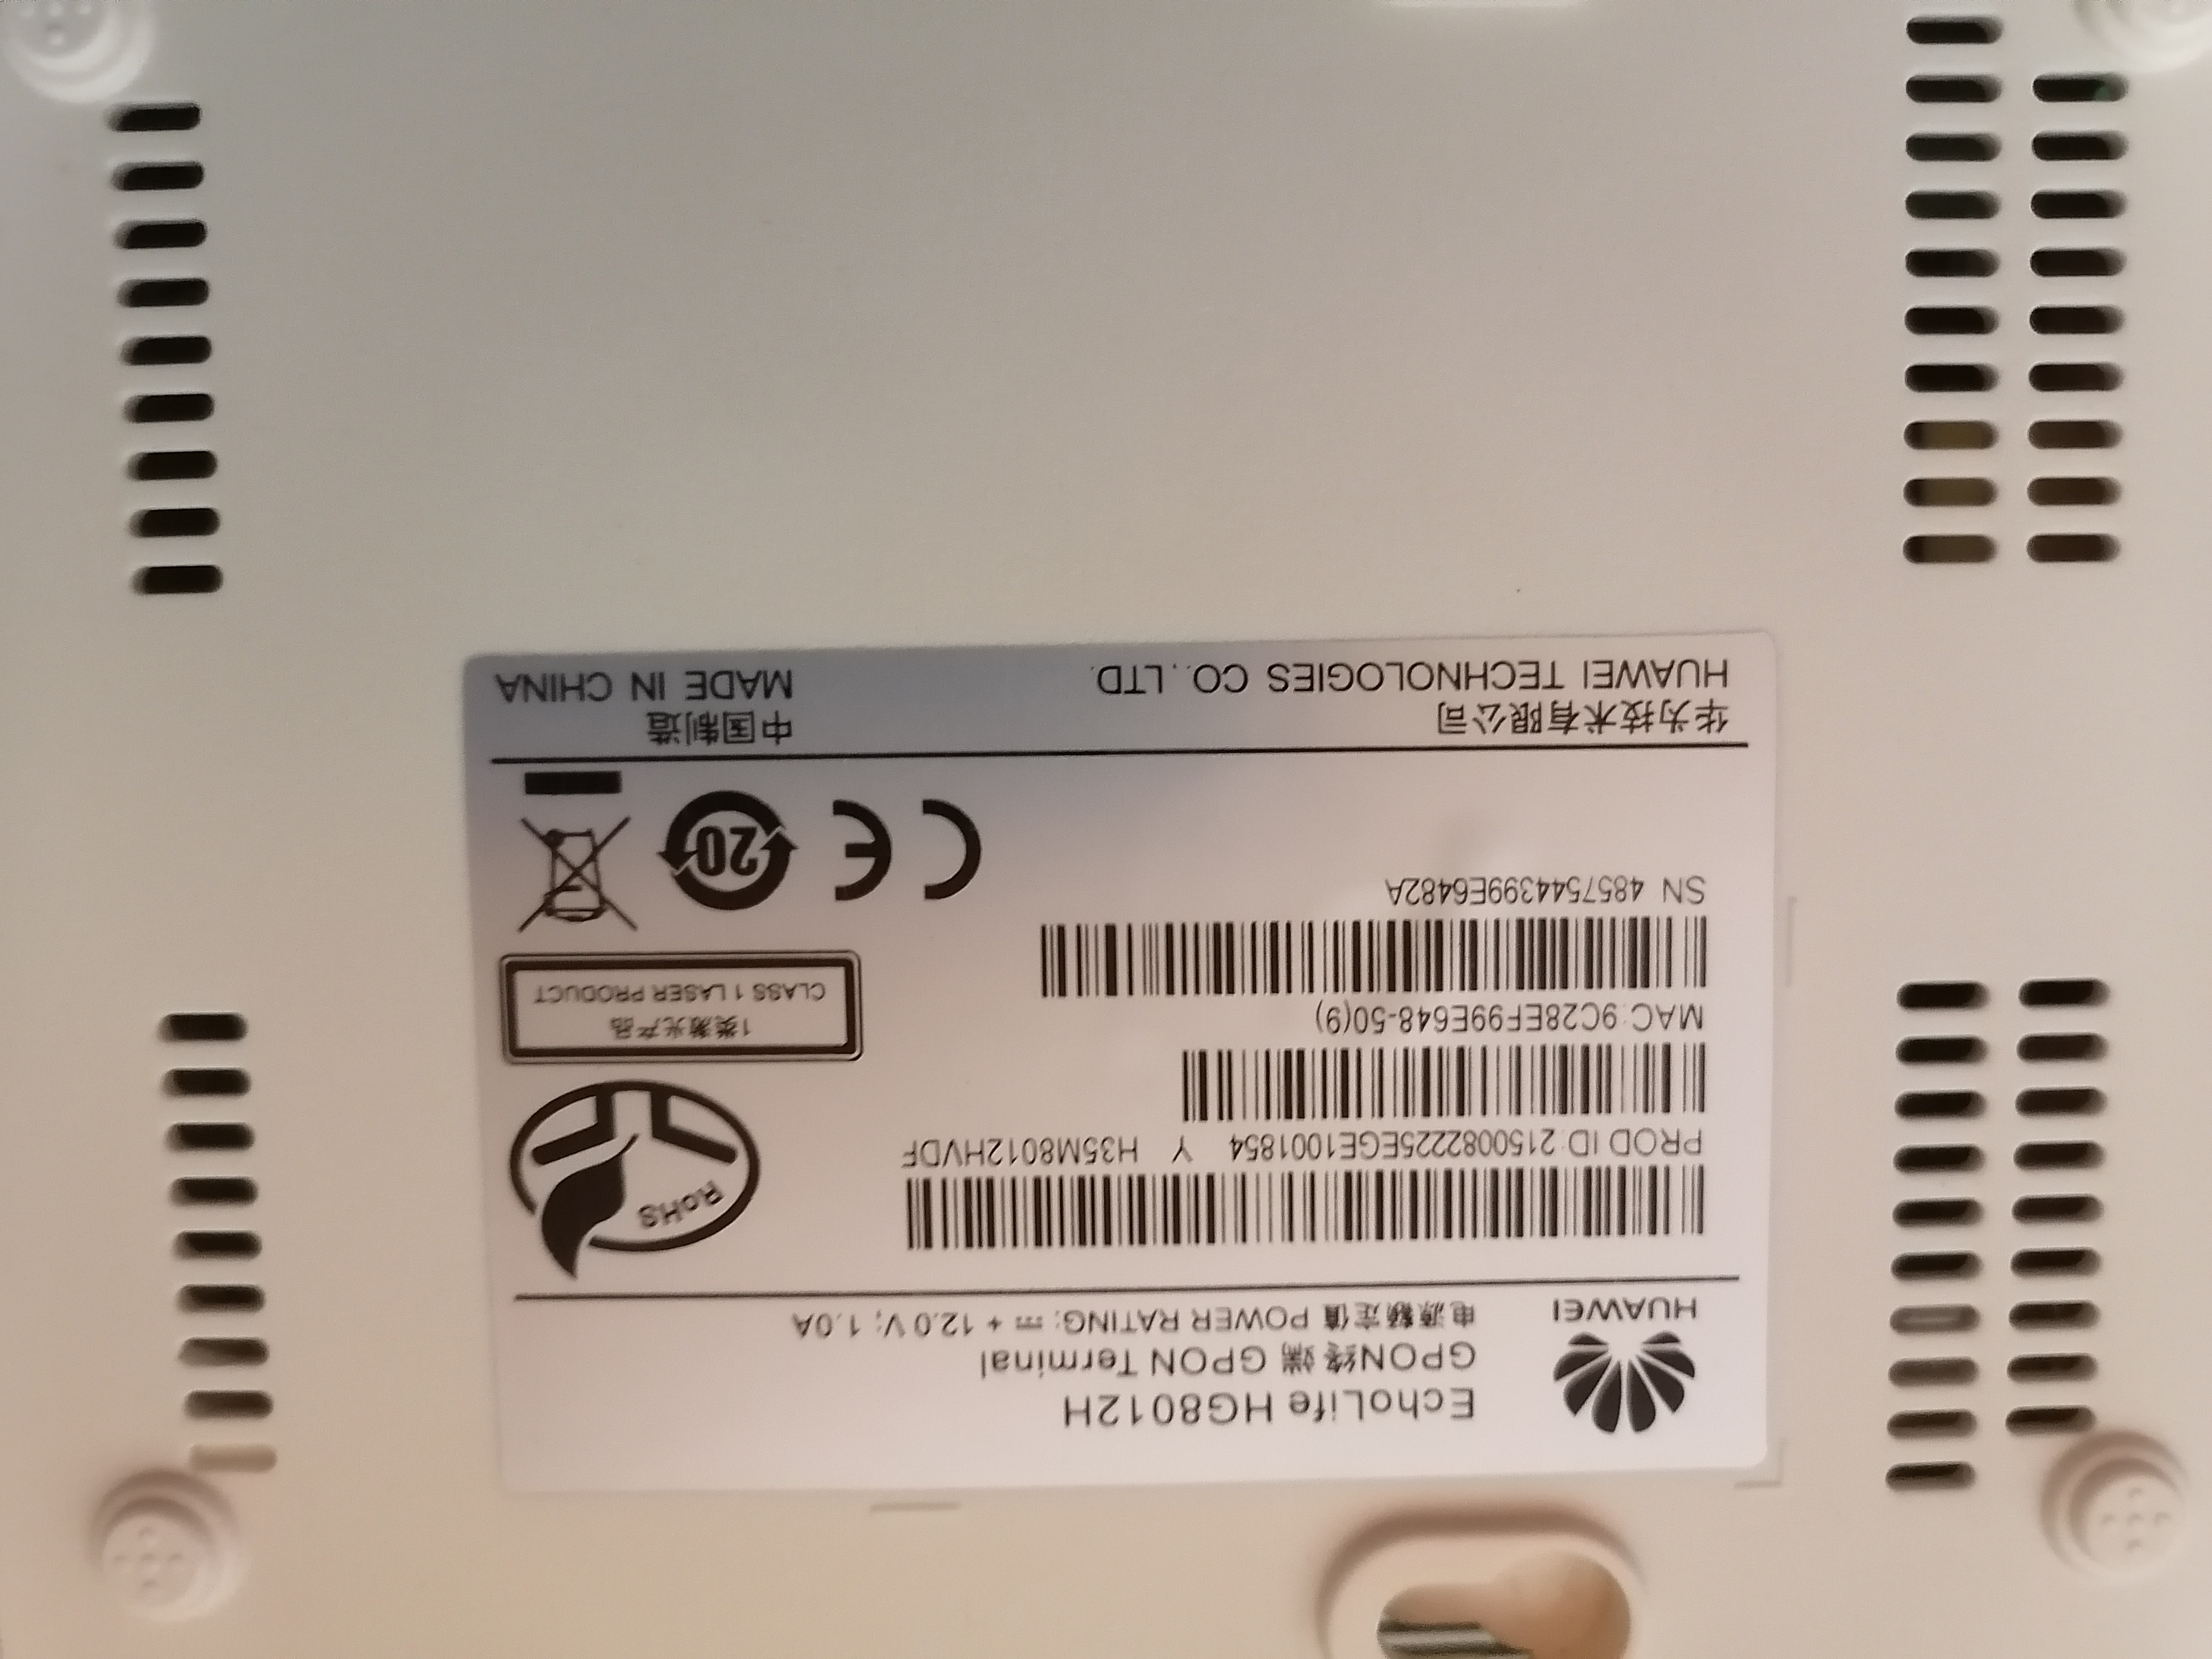 HUAWEI
EchoLife HG8012H
GPON终端 GPON Terminal
电源额定值 POWER RATING: ⎓ + 12.0 V; 1.0A
PROD ID:2150082225EGE1001854 Y H35M8012HVDF
MAC:9C28EF99E648-50(9)
SN 4857544399E6482A
RoHS
1类激光产品
CLASS 1 LASER PRODUCT
CE
20
华为技术有限公司
HUAWEI TECHNOLOGIES CO., LTD.
中国制造
MADE IN CHINA